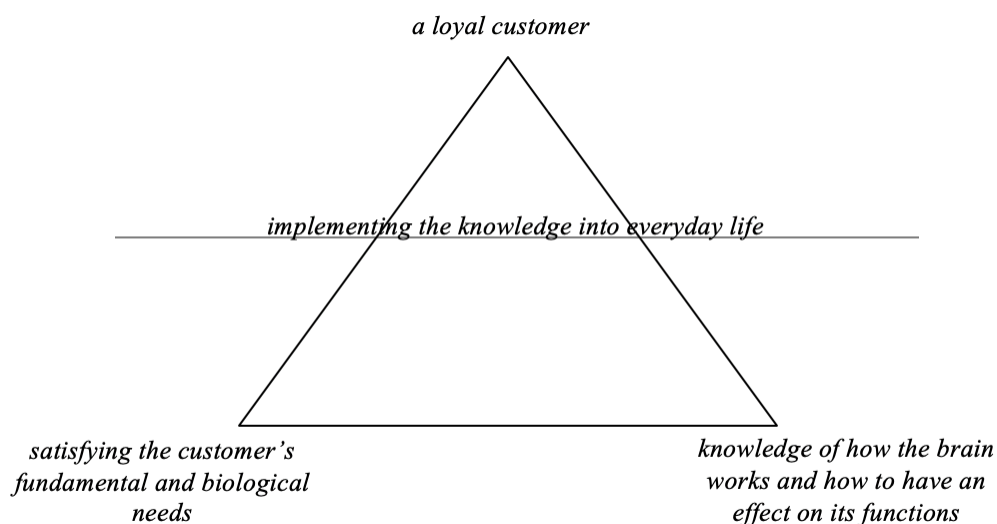 a loyal customer
implementing the knowledge into everyday life
satisfying the customer’s
fundamental and biological
needs
knowledge of how the brain
works and how to have an
effect on its functions